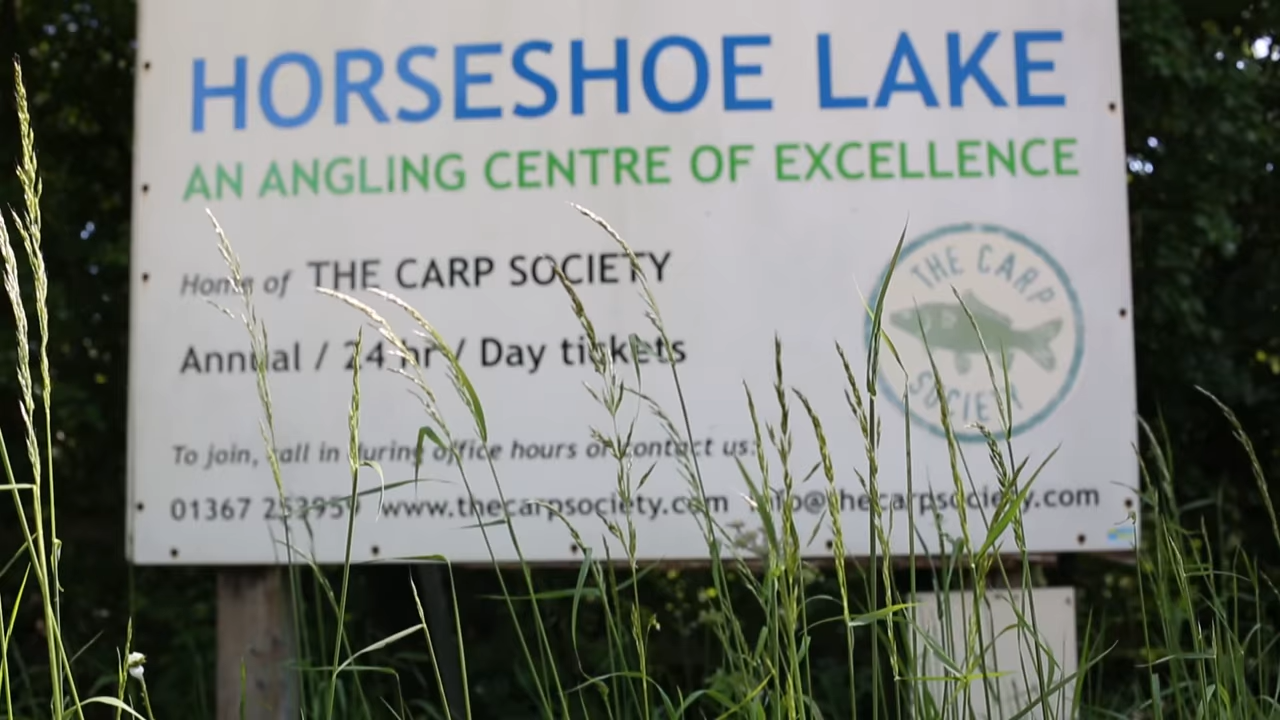 HORSESHOE LAKE
AN ANGLING CENTRE OF EXCELLENCE
Home of THE CARP SOCIETY
Annual / 24 hr / Day tickets
THE CARP
SOCIETY
To join, call in during office hours or contact us:
01367 253959 www.thecarpsociety.com info@thecarpsociety.com